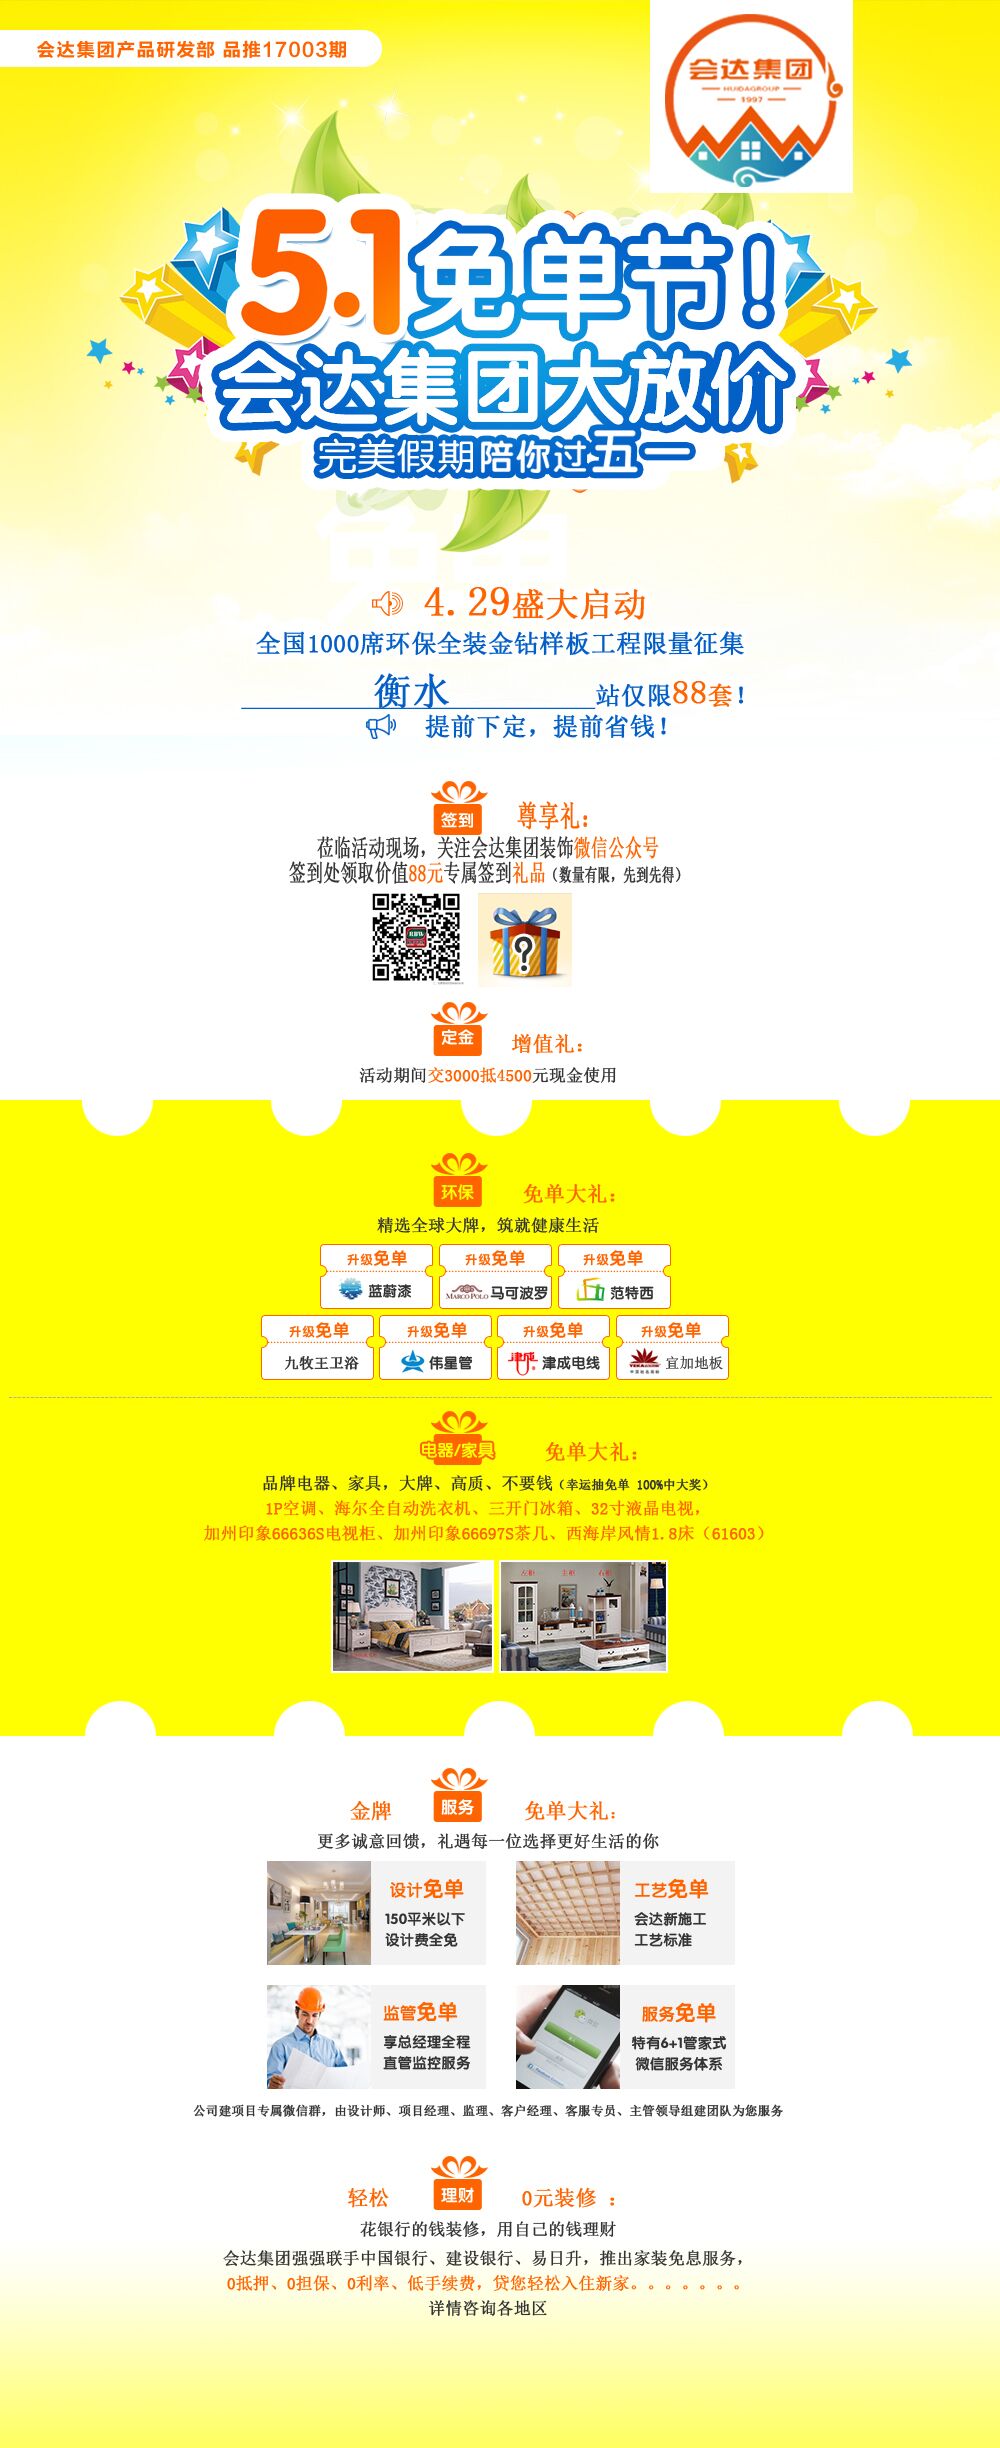 会达集团产品研发部 品推17003期
会达集团
HUIDAGROUP
1997
5.1免单节!
会达集团大放价
完美假期陪你过五一
4.29盛大启动
全国1000席环保全装金钻样板工程限量征集
衡水站仅限88套!
提前下定，提前省钱!
签到 尊享礼：
莅临活动现场，关注会达集团装饰微信公众号
签到处领取价值88元专属签到礼品（数量有限，先到先得）
?
定金 增值礼：
活动期间交3000抵4500元现金使用
环保 免单大礼：
精选全球大牌，筑就健康生活
升级免单 升级免单 升级免单
蓝蔚漆 MARCO POLO 马可波罗 范特西
升级免单 升级免单 升级免单 升级免单
九牧王卫浴 伟星管 津成 津成电线 宜加地板
电器/家具 免单大礼：
品牌电器、家具，大牌、高质、不要钱（幸运抽免单 100%中大奖）
1P空调、海尔全自动洗衣机、三开门冰箱、32寸液晶电视，
加州印象66636S电视柜、加州印象66697S茶几、西海岸风情1.8床（61603）
左柜 主柜 右柜
金牌 服务 免单大礼：
更多诚意回馈，礼遇每一位选择更好生活的你
设计免单
150平米以下
设计费全免
工艺免单
会达新施工
工艺标准
监管免单
享总经理全程
直管监控服务
服务免单
特有6+1管家式
微信服务体系
公司建项目专属微信群，由设计师、项目经理、监理、客户经理、客服专员、主管领导组建团队为您服务
轻松 理财 0元装修 ：
花银行的钱装修，用自己的钱理财
会达集团强强联手中国银行、建设银行、易日升，推出家装免息服务，
0抵押、0担保、0利率、低手续费，贷您轻松入住新家。。。。。。。
详情咨询各地区